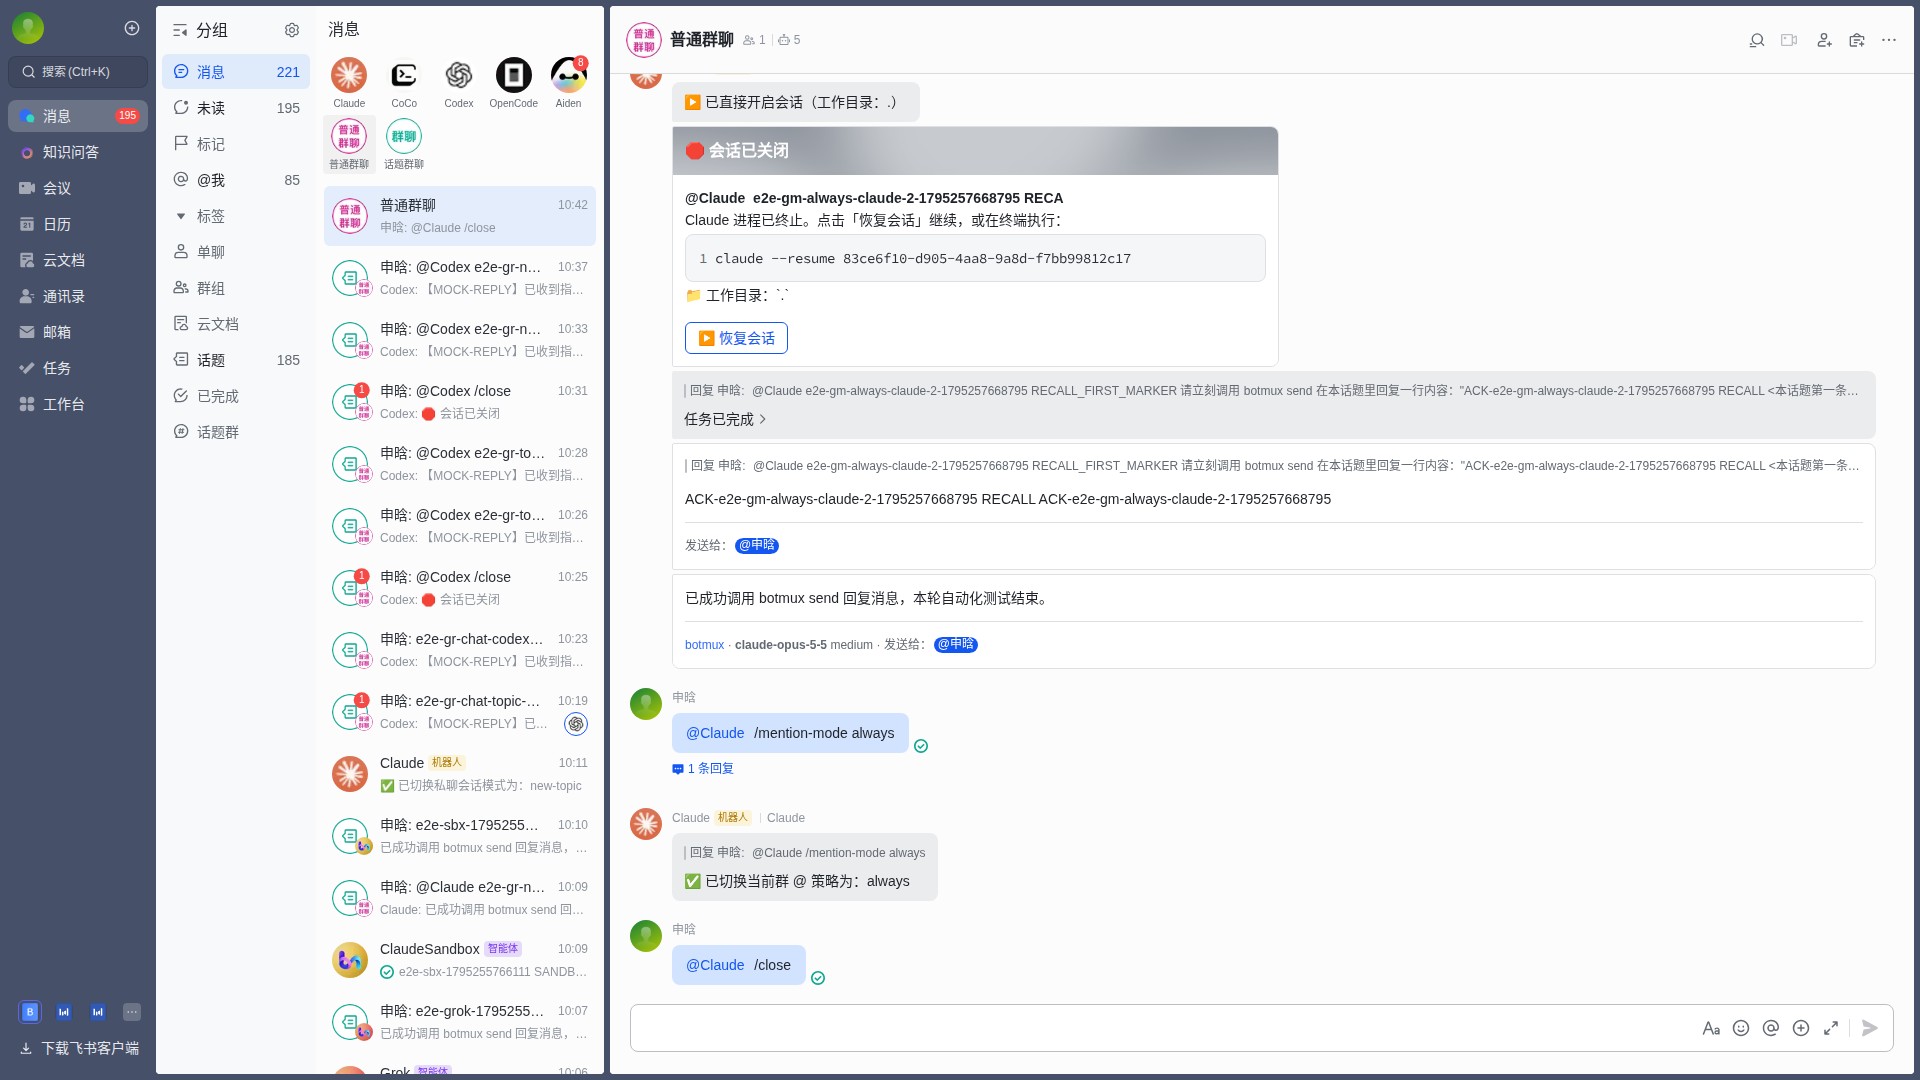 搜索 (Ctrl+K)
消息 195
知识问答
会议
日历
云文档
通讯录
邮箱
任务
工作台
下载飞书客户端
分组
消息 221
未读 195
标记
@我 85
标签
单聊
群组
云文档
话题 185
已完成
话题群
消息
Claude
CoCo
Codex
OpenCode
8
Aiden
普通群聊
普通群聊
群聊
话题群聊
普通群聊 10:42
申晗: @Claude /close
申晗: @Codex e2e-gr-n... 10:37
Codex: 【MOCK-REPLY】已收到指...
申晗: @Codex e2e-gr-n... 10:33
Codex: 【MOCK-REPLY】已收到指...
1
申晗: @Codex /close 10:31
Codex: 🛑 会话已关闭
申晗: @Codex e2e-gr-to... 10:28
Codex: 【MOCK-REPLY】已收到指...
申晗: @Codex e2e-gr-to... 10:26
Codex: 【MOCK-REPLY】已收到指...
1
申晗: @Codex /close 10:25
Codex: 🛑 会话已关闭
申晗: e2e-gr-chat-codex... 10:23
Codex: 【MOCK-REPLY】已收到指...
1
申晗: e2e-gr-chat-topic-... 10:19
Codex: 【MOCK-REPLY】已...
Claude 机器人 10:11
✅ 已切换私聊会话模式为：new-topic
申晗: e2e-sbx-1795255... 10:10
已成功调用 botmux send 回复消息，...
申晗: @Claude e2e-gr-n... 10:09
Claude: 已成功调用 botmux send 回...
ClaudeSandbox 智能体 10:09
e2e-sbx-1795255766111 SANDB...
申晗: e2e-grok-1795255... 10:07
已成功调用 botmux send 回复消息，...
Grok 智能体 10:06
普通群聊 1 5
▶️ 已直接开启会话（工作目录：.）
🛑 会话已关闭
@Claude e2e-gm-always-claude-2-1795257668795 RECA
Claude 进程已终止。点击「恢复会话」继续，或在终端执行：
1 claude --resume 83ce6f10-d905-4aa8-9a8d-f7bb99812c17
📁 工作目录：`.`
▶️ 恢复会话
回复 申晗: @Claude e2e-gm-always-claude-2-1795257668795 RECALL_FIRST_MARKER 请立刻调用 botmux send 在本话题里回复一行内容："ACK-e2e-gm-always-claude-2-1795257668795 RECALL <本话题第一条...
任务已完成 >
回复 申晗: @Claude e2e-gm-always-claude-2-1795257668795 RECALL_FIRST_MARKER 请立刻调用 botmux send 在本话题里回复一行内容："ACK-e2e-gm-always-claude-2-1795257668795 RECALL <本话题第一条...
ACK-e2e-gm-always-claude-2-1795257668795 RECALL ACK-e2e-gm-always-claude-2-1795257668795
发送给：@申晗
已成功调用 botmux send 回复消息，本轮自动化测试结束。
botmux · claude-opus-5-5 medium · 发送给：@申晗
申晗
@Claude /mention-mode always
1 条回复
Claude 机器人 | Claude
回复 申晗: @Claude /mention-mode always
✅ 已切换当前群 @ 策略为：always
申晗
@Claude /close